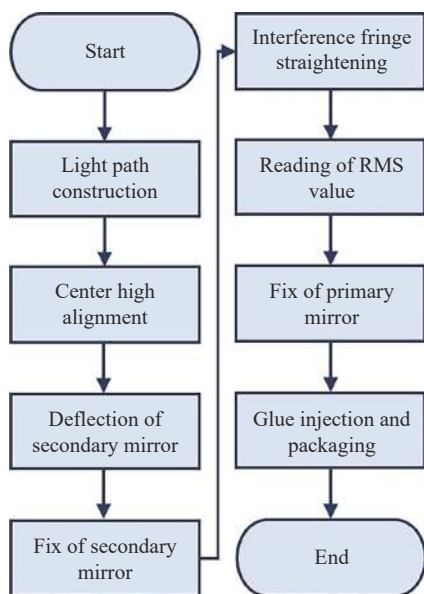 Start
Light path
construction
Center high
alignment
Deflection of
secondary mirror
Fix of secondary
mirror
Interference fringe
straightening
Reading of RMS
value
Fix of primary
mirror
Glue injection and
packaging
End